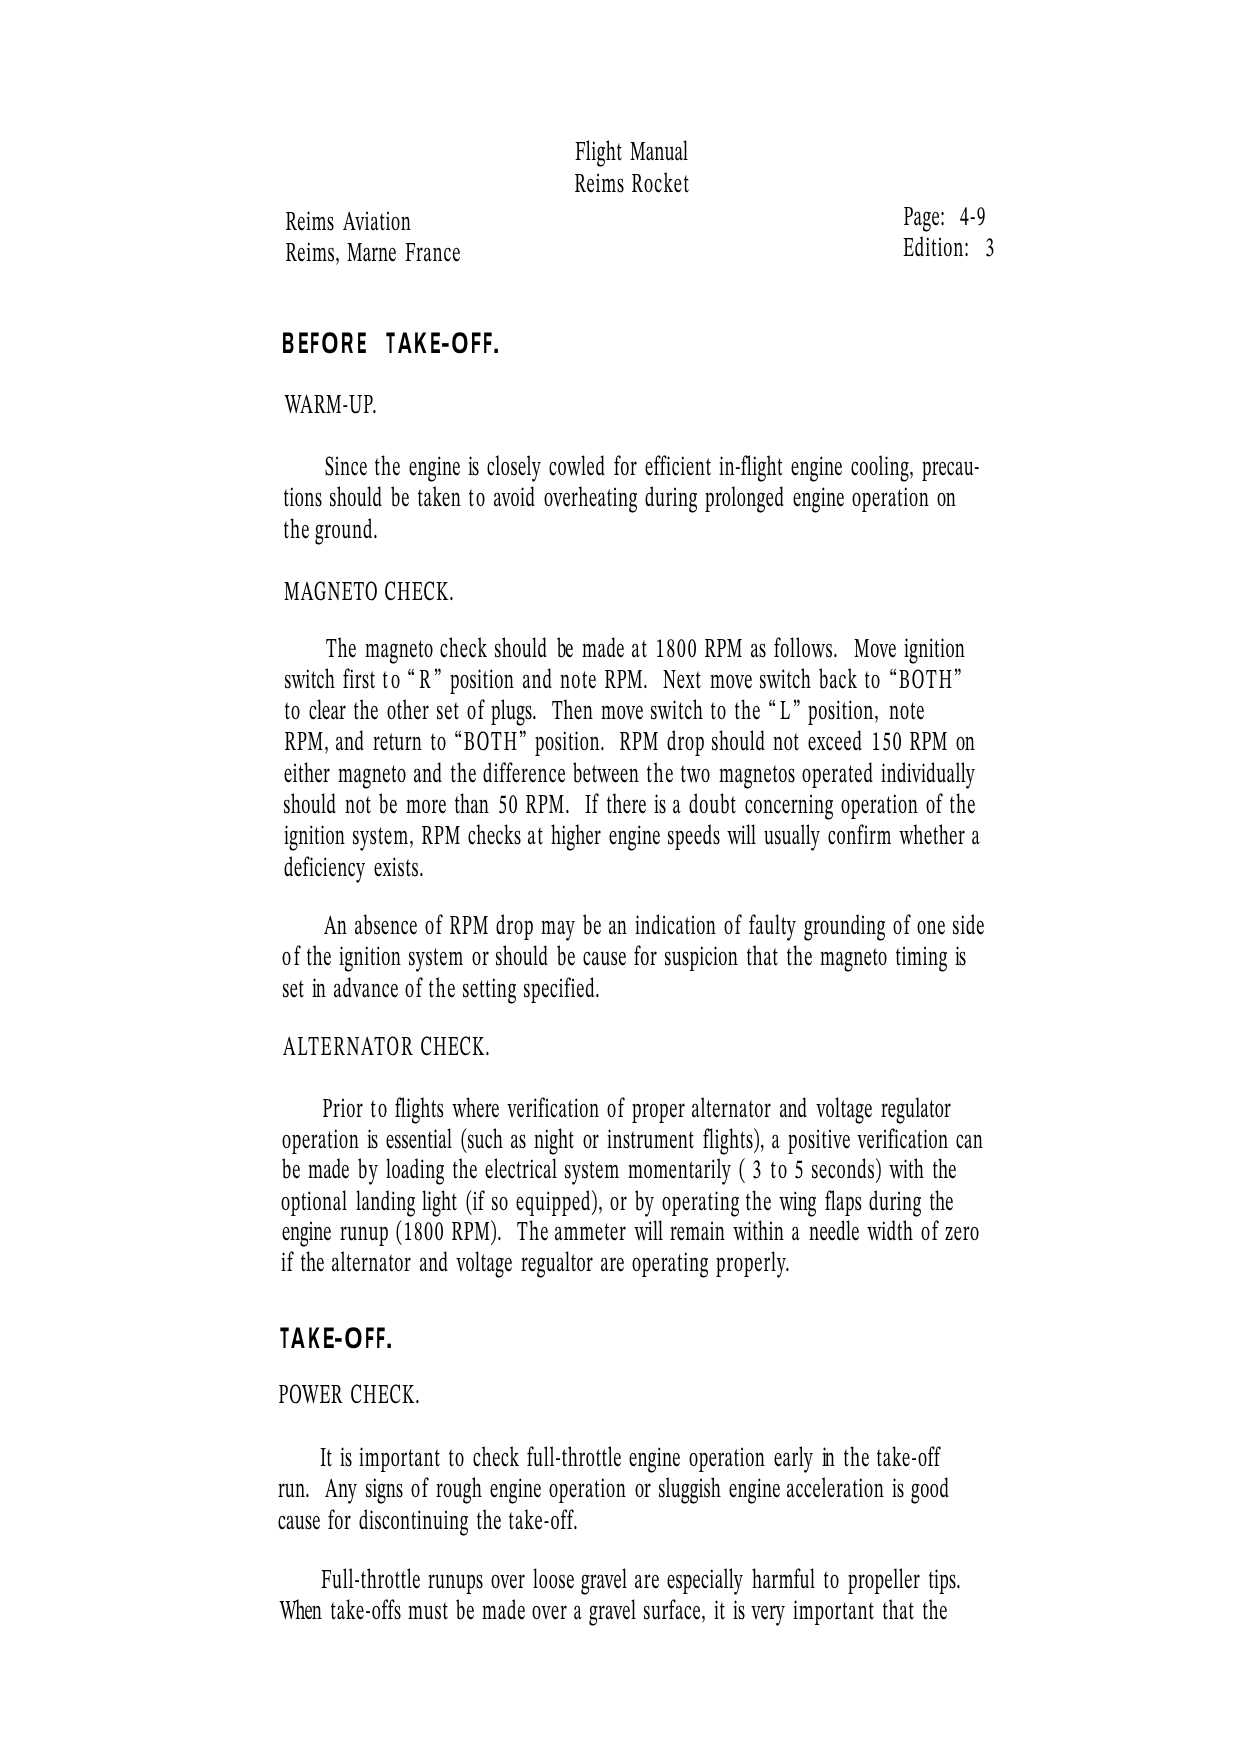 Flight Manual
Reims Rocket
Reims Aviation
Reims, Marne France
Page: 4-9
Edition: 3
BEFORE TAKE-OFF.
WARM-UP.
Since the engine is closely cowled for efficient in-flight engine cooling, precau-
tions should be taken to avoid overheating during prolonged engine operation on
the ground.
MAGNETO CHECK.
The magneto check should be made at 1800 RPM as follows. Move ignition
switch first to “R” position and note RPM. Next move switch back to “BOTH”
to clear the other set of plugs. Then move switch to the “L” position, note
RPM, and return to “BOTH” position. RPM drop should not exceed 150 RPM on
either magneto and the difference between the two magnetos operated individually
should not be more than 50 RPM. If there is a doubt concerning operation of the
ignition system, RPM checks at higher engine speeds will usually confirm whether a
deficiency exists.
An absence of RPM drop may be an indication of faulty grounding of one side
of the ignition system or should be cause for suspicion that the magneto timing is
set in advance of the setting specified.
ALTERNATOR CHECK.
Prior to flights where verification of proper alternator and voltage regulator
operation is essential (such as night or instrument flights), a positive verification can
be made by loading the electrical system momentarily ( 3 to 5 seconds) with the
optional landing light (if so equipped), or by operating the wing flaps during the
engine runup (1800 RPM). The ammeter will remain within a needle width of zero
if the alternator and voltage regualtor are operating properly.
TAKE-OFF.
POWER CHECK.
It is important to check full-throttle engine operation early in the take-off
run. Any signs of rough engine operation or sluggish engine acceleration is good
cause for discontinuing the take-off.
Full-throttle runups over loose gravel are especially harmful to propeller tips.
When take-offs must be made over a gravel surface, it is very important that the